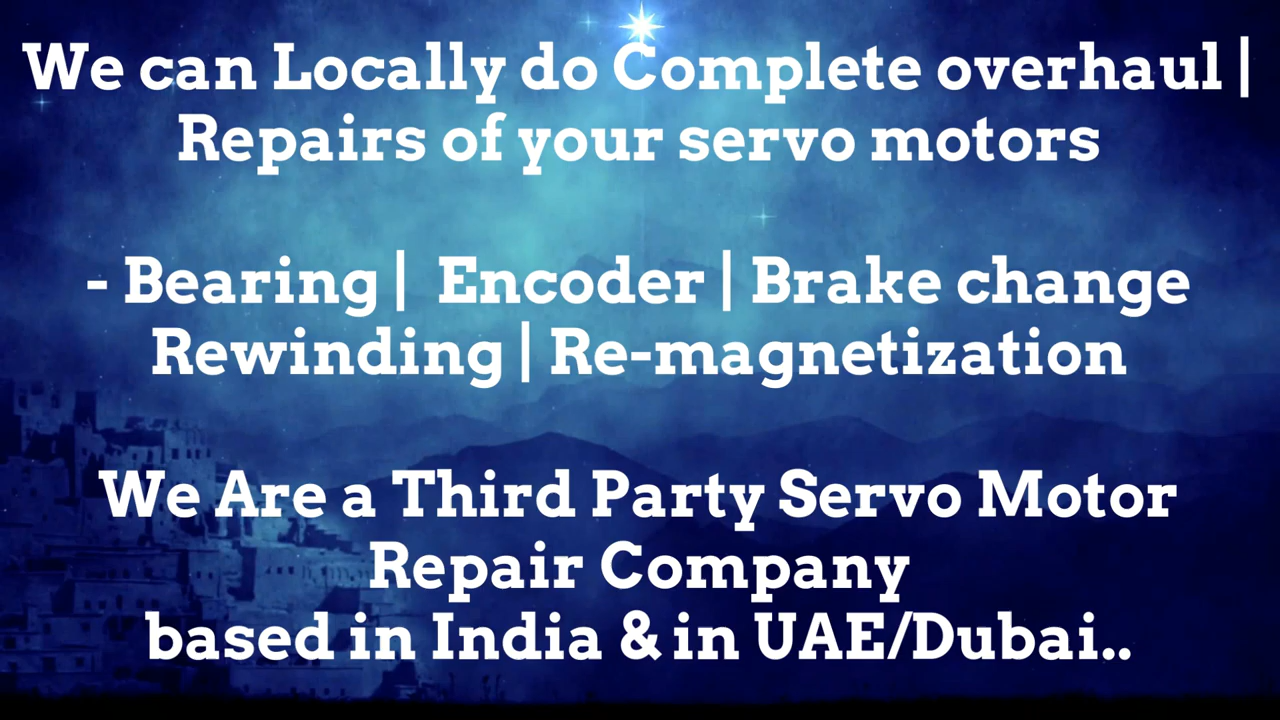 We can Locally do Complete overhaul |
Repairs of your servo motors
- Bearing | Encoder | Brake change
Rewinding | Re-magnetization
We Are a Third Party Servo Motor
Repair Company
based in India & in UAE/Dubai..